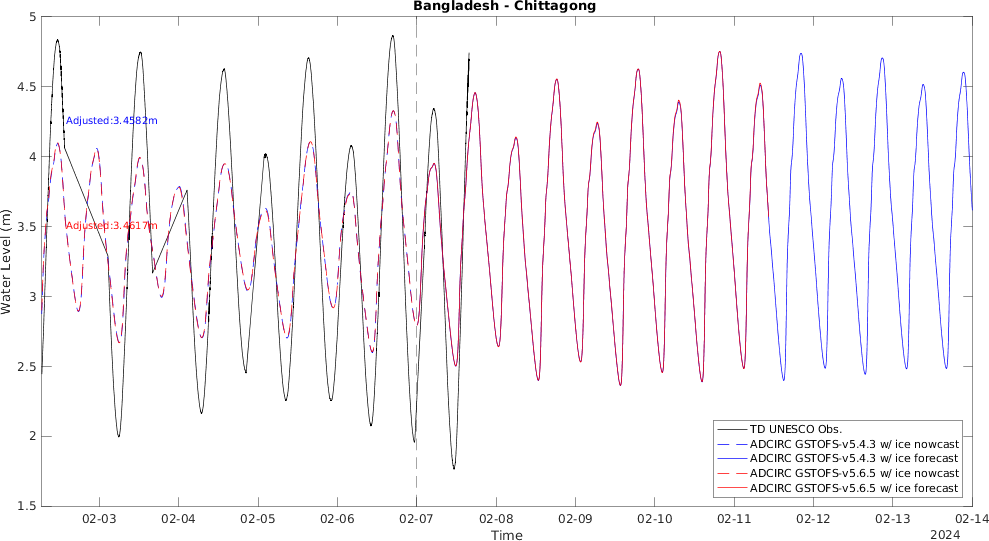 Bangladesh - Chittagong
5
4.5
4
3.5
3
2.5
2
1.5
Water Level (m)
Adjusted:3.4582m
Adjusted:3.4617m
TD UNESCO Obs.
ADCIRC GSTOFS-v5.4.3 w/ ice nowcast
ADCIRC GSTOFS-v5.4.3 w/ ice forecast
ADCIRC GSTOFS-v5.6.5 w/ ice nowcast
ADCIRC GSTOFS-v5.6.5 w/ ice forecast
02-03 02-04 02-05 02-06 02-07 02-08 02-09 02-10 02-11 02-12 02-13 02-14
Time
2024